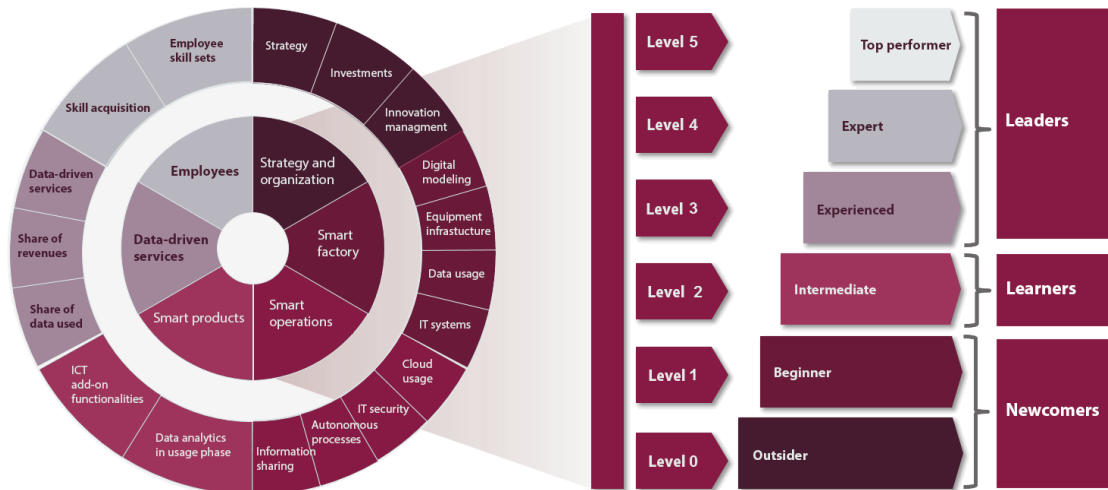 Employee
skill sets
Strategy
Investments
Innovation
managment
Digital
modeling
Equipment
infrastucture
Data usage
IT systems
Cloud
usage
IT security
Autonomous
processes
Information
sharing
Data analytics
in usage phase
ICT
add-on
functionalities
Share of
data used
Share of
revenues
Data-driven
services
Skill acquisition
Employees
Strategy and
organization
Smart
factory
Smart
operations
Smart products
Data-driven
services
Level 5
Top performer
Level 4
Expert
Level 3
Experienced
Leaders
Level 2
Intermediate
Learners
Level 1
Beginner
Level 0
Outsider
Newcomers